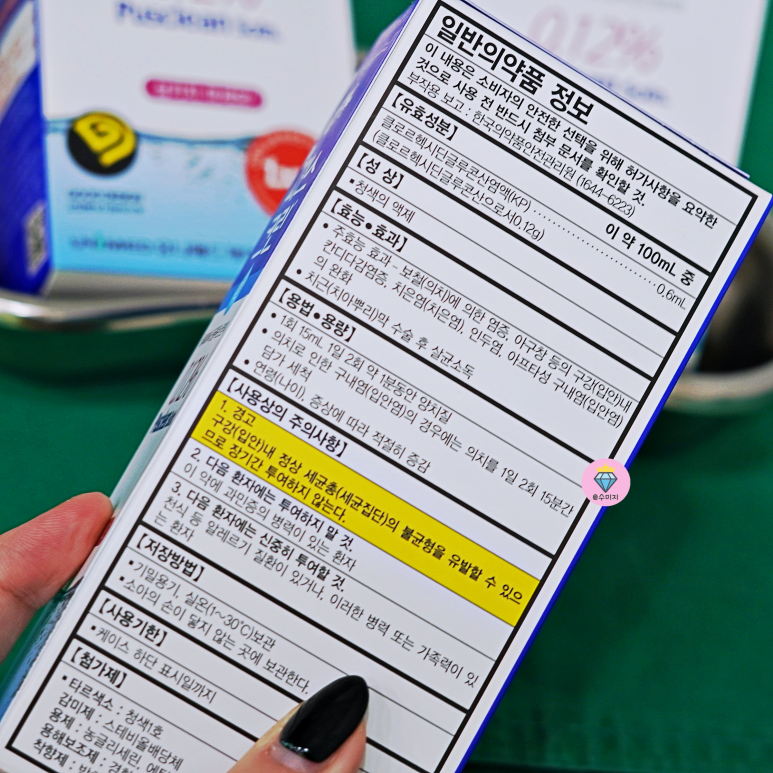 0.12%
일반의약품 정보
이 내용은 소비자의 안전한 선택을 위해 허가사항을 요약한
것으로 사용 전 반드시 첨부 문서를 확인할 것.
부작용 보고 : 한국의약품안전관리원 (1644-6223)
[유효성분] 이 약 100mL 중
클로르헥시딘글루콘산염액(KP) 0.6mL
(클로르헥시딘글루콘산으로서0.12g)
[성 상]
•청색의 액제
[효능•효과]
• 주효능 효과 - 보철(의치)에 의한 염증, 아구창 등의 구강(입안)내
칸디다감염증, 치은염(치은염), 인두염, 아프타성 구내염(입안염)
의 완화
• 치근(치아뿌리)막 수술 후 살균소독
[용법•용량]
• 1회 15mL 1일 2회 약 1분동안 양치질
• 의치로 인한 구내염(입안염)의 경우에는 의치를 1일 2회 15분간
담가 세척
• 연령(나이), 증상에 따라 적절히 증감
[사용상의 주의사항]
1. 경고
구강(입안)내 정상 세균총(세균집단)의 불균형을 유발할 수 있으
므로 장기간 투여하지 않는다.
2. 다음 환자에는 투여하지 말 것.
이 약에 과민증의 병력이 있는 환자
3. 다음 환자에는 신중히 투여할 것.
천식 등 알레르기 질환이 있거나, 이러한 병력 또는 가족력이 있
는 환자
[저장방법]
•기밀용기, 실온(1~30℃)보관
•소아의 손이 닿지 않는 곳에 보관한다.
[사용기한]
•케이스 하단 표시일까지
[첨가제]
•타르색소 : 청색1호
감미제 : 스테비올배당체
용제 : 농글리세린, 에탄
용해보조제 : 경화
착향제 :
용수미지